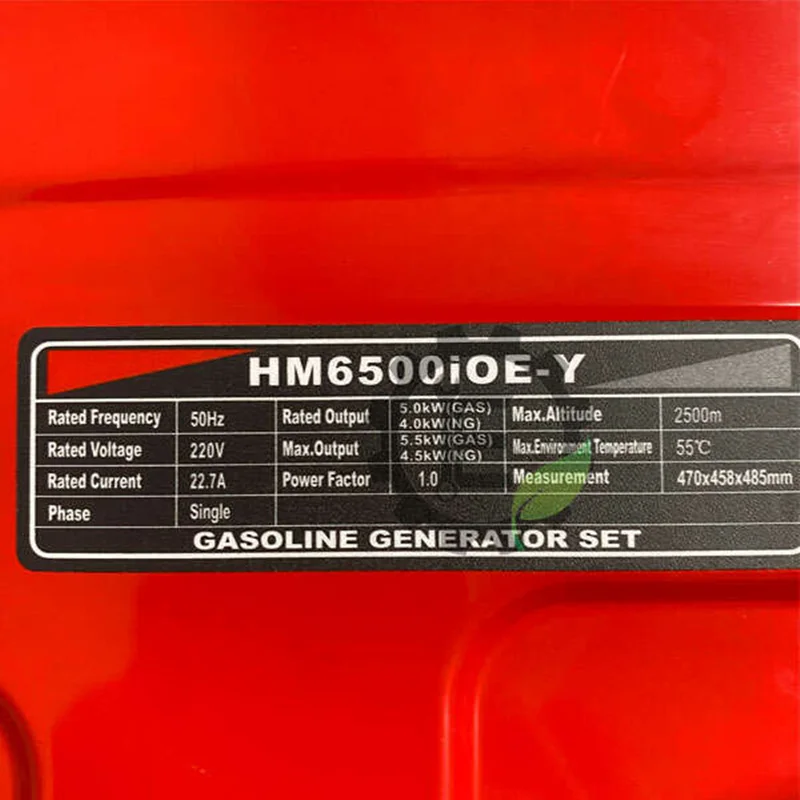 HM6500iOE-Y
Rated Frequency 50Hz Rated Output 5.0kW(GAS) 4.0kW(NG) Max.Altitude 2500m
Rated Voltage 220V Max.Output 5.5kW(GAS) 4.5kW(NG) Max.Environment Temperature 55℃
Rated Current 22.7A Power Factor 1.0 Measurement 470x458x485mm
Phase Single
GASOLINE GENERATOR SET